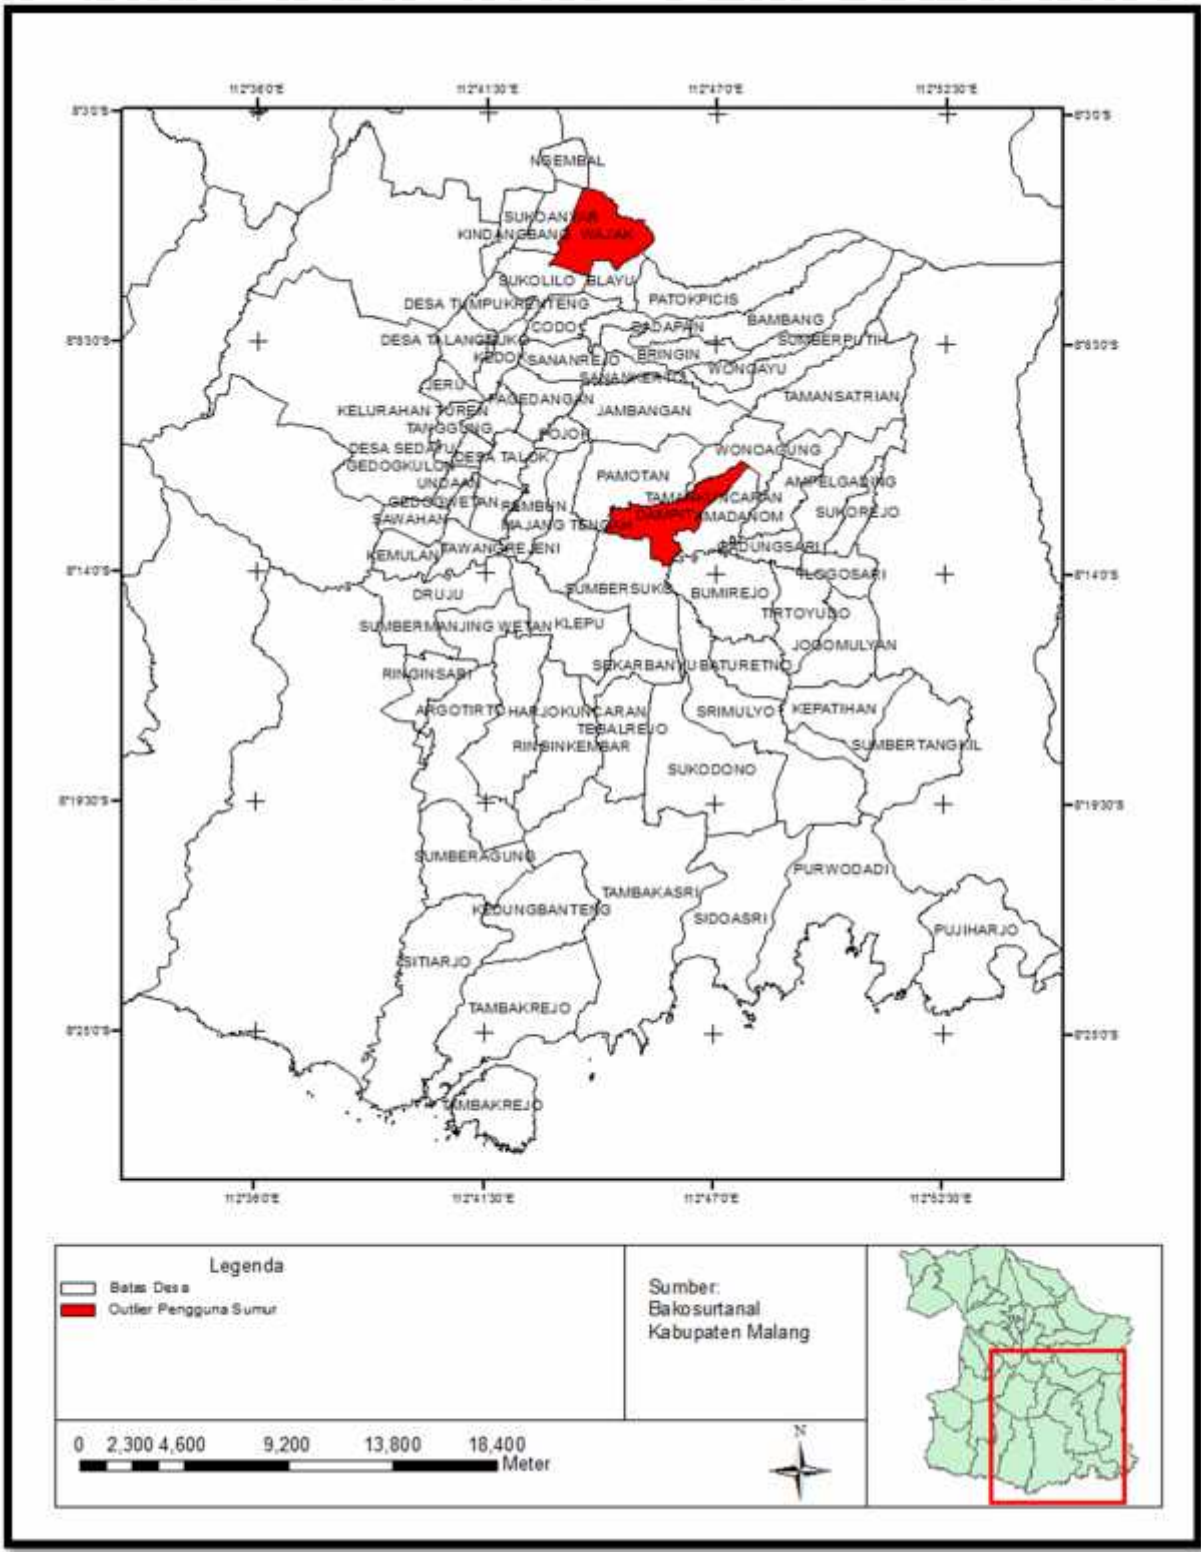 112°36'0"E 112°41'30"E 112°47'0"E 112°52'30"E
8°3'0"S 8°3'0"S
NGEMBAL
SUKOANYAR
KINDANGBANG WAJAK
SUKOLILO BLAYU
PATOKPICIS
DESA TUMPUKRENTENG
BAMBANG
CODO DADAPAN
8°8'30"S DESA TALANGSUKO SUMBERPUTIH 8°8'30"S
KEDOK SANANREJO BRINGIN
WONOAYU
SANANKERTO
JERU
PAGEDANGAN TAMANSATRIAN
KELURAHAN TUREN JAMBANGAN
TANGGUNG
POJOK
DESA SEDAYU WONOAGUNG
DESA TALOK
GEDOGKULON
PAMOTAN
UNDAAN AMPELGADING
TAMANKUNCARAN
GEDOGWETAN REMBUN
SUKOREJO
SAWAHAN DAMPIT AMADANOM
MAJANG TENGAH
KEMULAN TAWANGREJENI PADUNGSARI
8°14'0"S TLOGOSARI 8°14'0"S
DRUJU SUMBERSUKO BUMIREJO
TIRTOYUDO
SUMBERMANJING WETAN KLEPU
JOGOMULYAN
SEKARBANYU BATURETNO
RINGINSARI
ARGOTIRTO HARJOKUNCARAN SRIMULYO KEPATIHAN
TEGALREJO
RINGINKEMBAR SUMBERTANGKIL
SUKODONO
8°19'30"S 8°19'30"S
SUMBERAGUNG
PURWODADI
TAMBAKASRI
KEDUNGBANTENG
SIDOASRI
PUJIHARJO
SITIARJO
TAMBAKREJO
8°25'0"S 8°25'0"S
TAMBAKREJO
112°36'0"E 112°41'30"E 112°47'0"E 112°52'30"E
Legenda
Batas Desa
Outlier Pengguna Sumur
Sumber:
Bakosurtanal
Kabupaten Malang
0 2,300 4,600 9,200 13,800 18,400
Meter
N